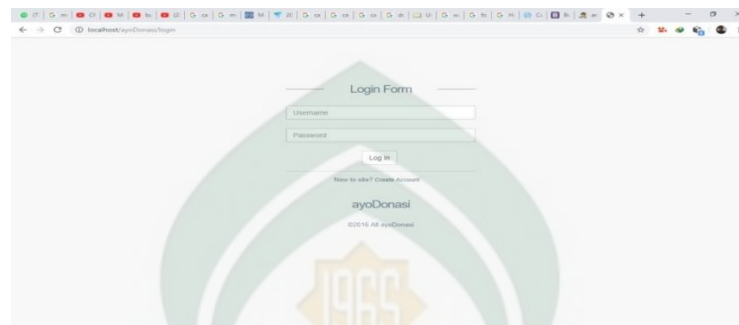 localhost/ayoDonasi/login
Login Form
Username
Password
Log In
New to site? Create Account
ayoDonasi
©2016 All ayoDonasi
1965